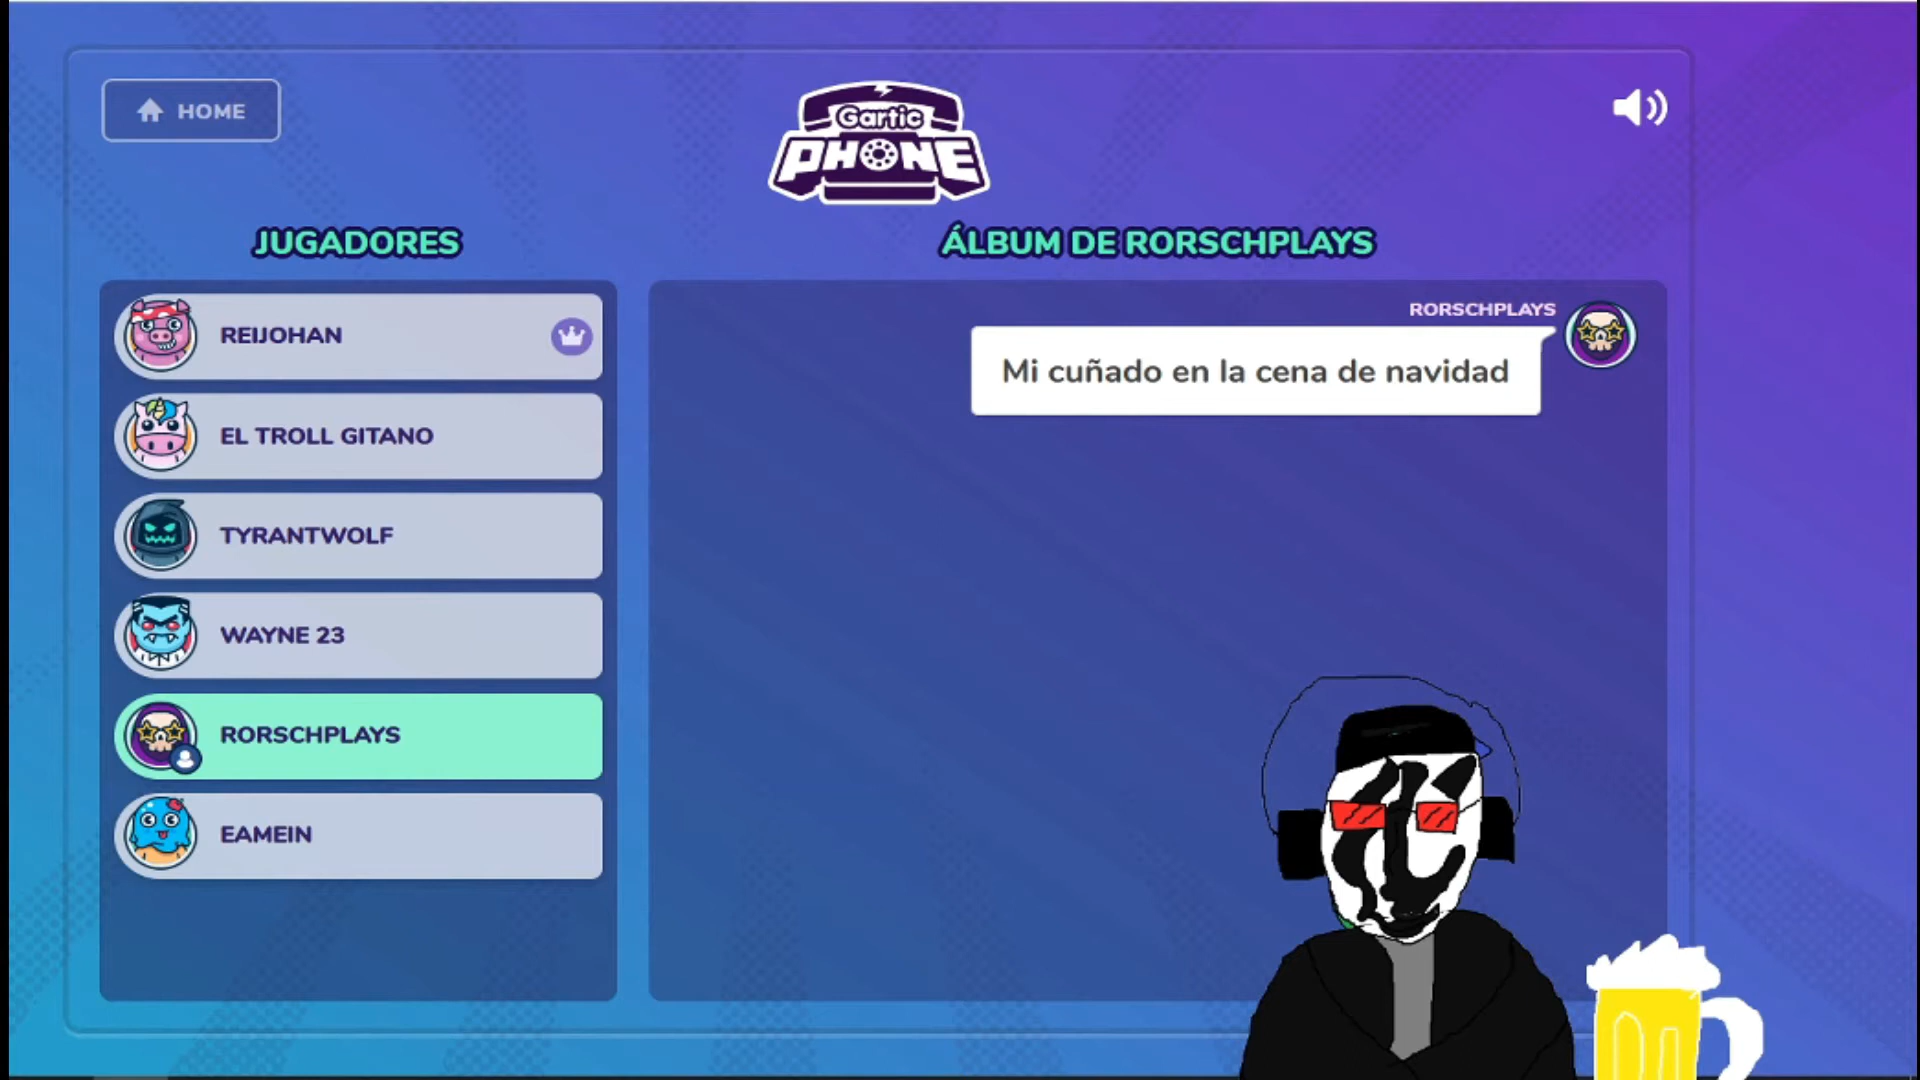 HOME
Gartic
PHONE
JUGADORES
ÁLBUM DE RORSCHPLAYS
REIJOHAN
EL TROLL GITANO
TYRANTWOLF
WAYNE 23
RORSCHPLAYS
EAMEIN
RORSCHPLAYS
Mi cuñado en la cena de navidad